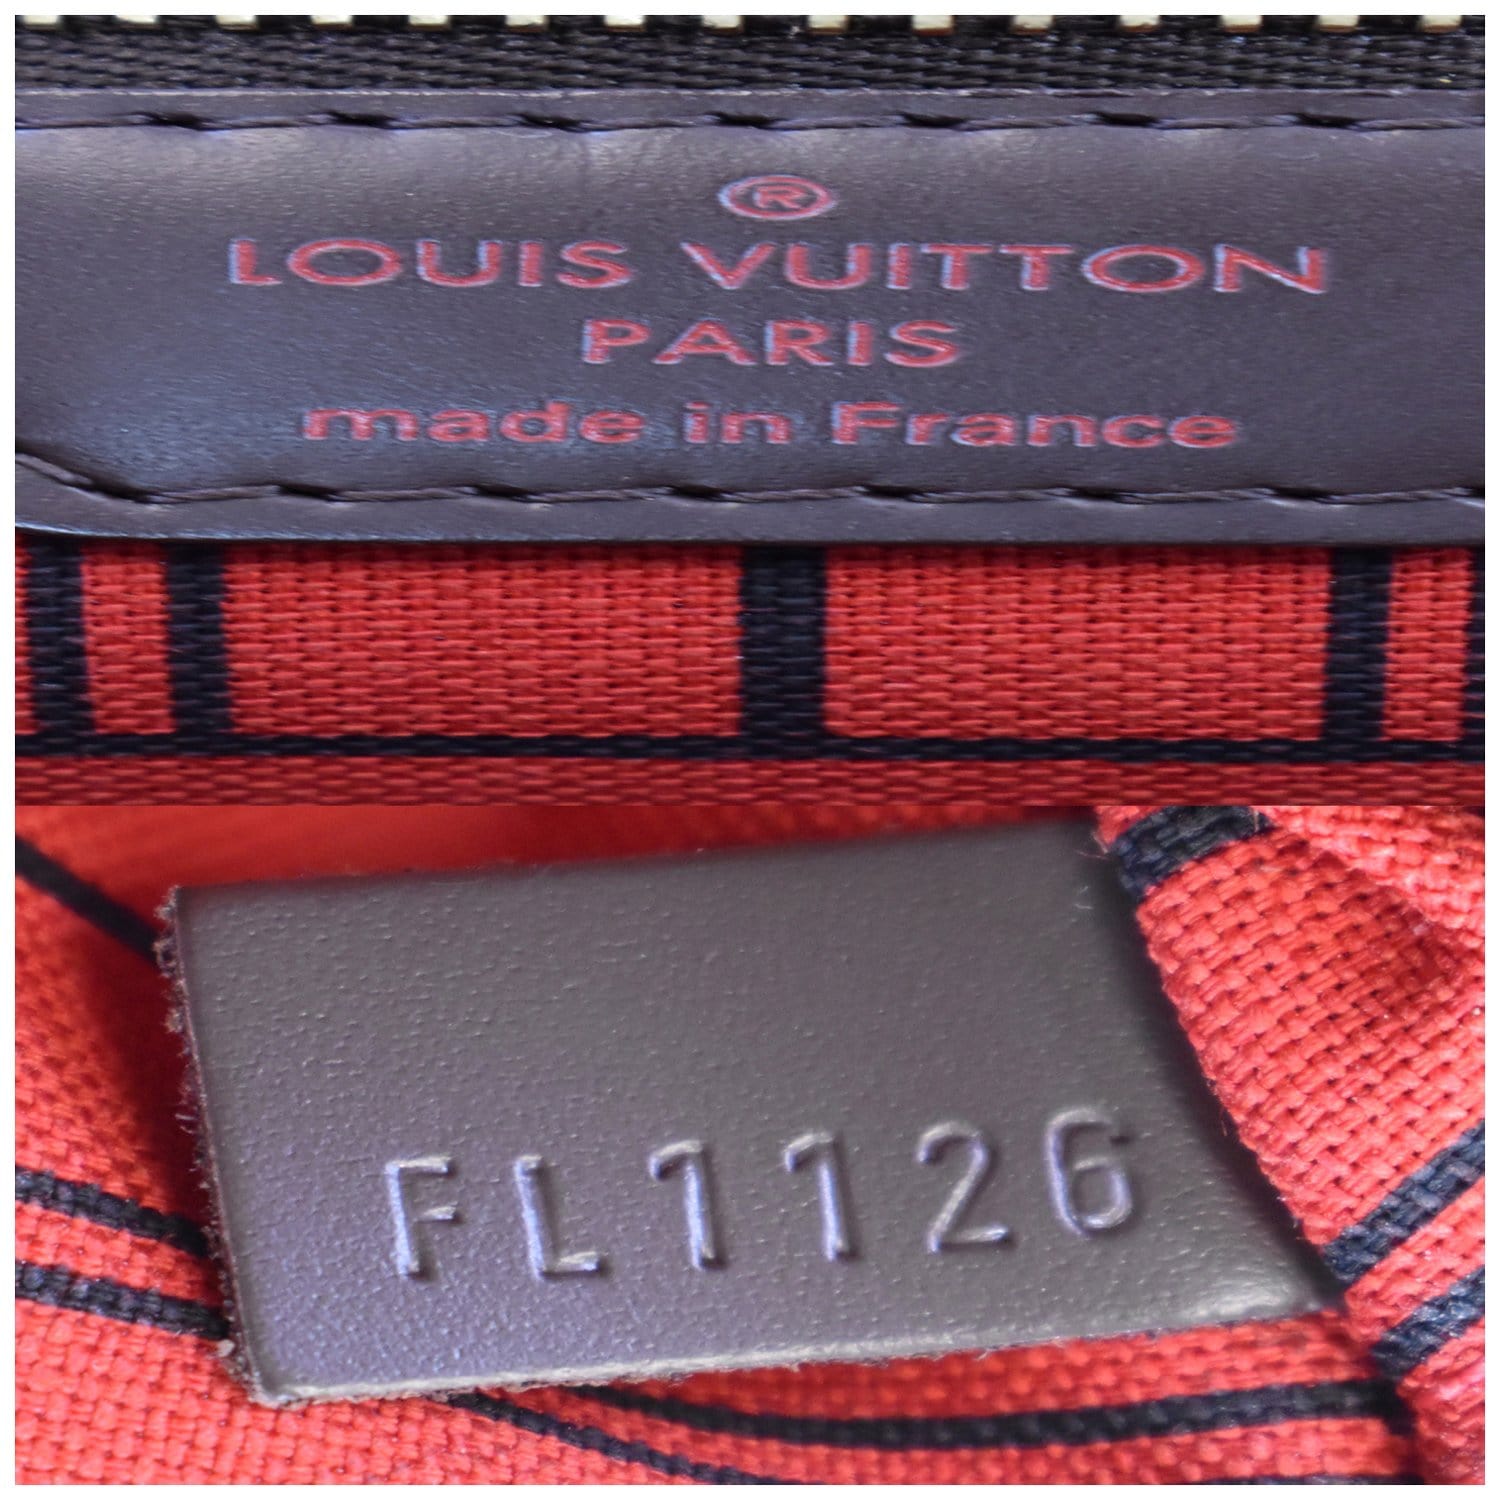 ®
LOUIS VUITTON
PARIS
made in France
FL1126